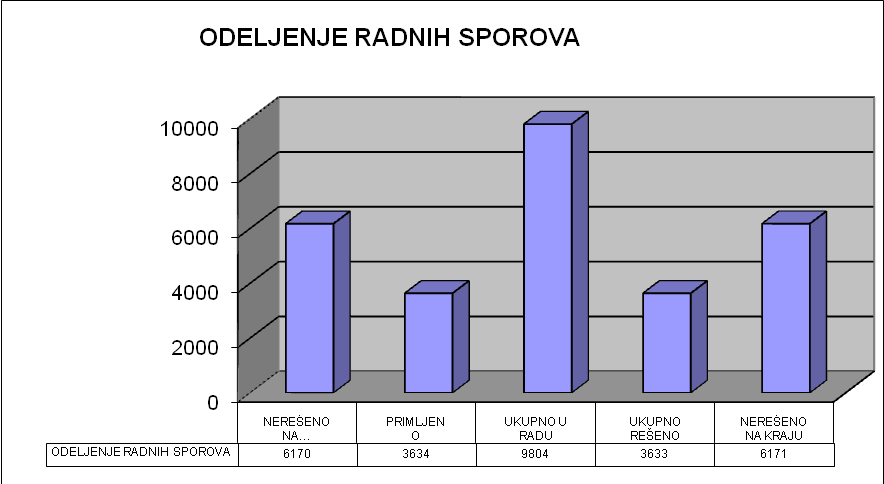 ODELJENJE RADNIH SPOROVA
10000
8000
6000
4000
2000
0
NEREŠENO
NA...
PRIMLJEN
O
UKUPNO U
RADU
UKUPNO
REŠENO
NEREŠENO
NA KRAJU
ODELJENJE RADNIH SPOROVA 6170 3634 9804 3633 6171